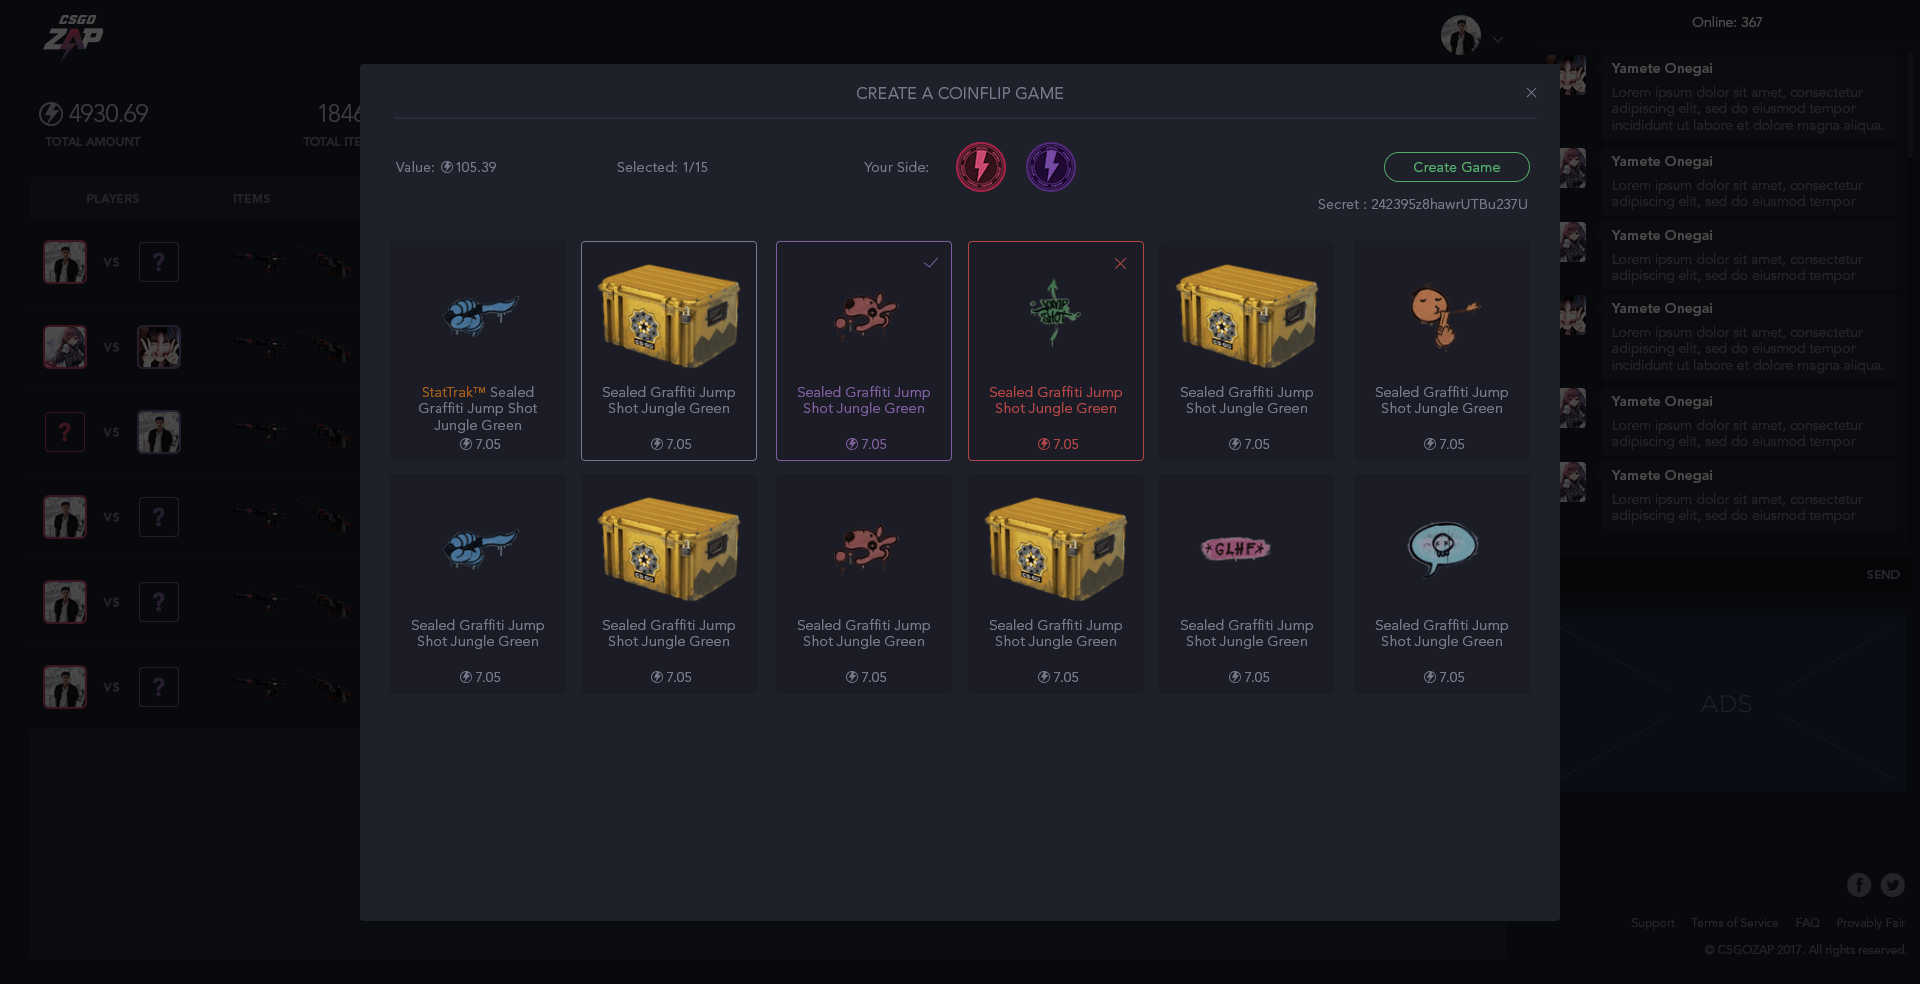 CSGO
ZAP
Online: 367
4930.69
TOTAL AMOUNT
1846
TOTAL ITE
PLAYERS
ITEMS
VS
?
VS
?
VS
VS
?
VS
?
VS
?
CREATE A COINFLIP GAME
Value: 105.39
Selected: 1/15
Your Side:
Create Game
Secret : 242395z8hawrUTBu237U
StatTrak™ Sealed
Graffiti Jump Shot
Jungle Green
7.05
Sealed Graffiti Jump
Shot Jungle Green
7.05
Sealed Graffiti Jump
Shot Jungle Green
7.05
JUMP
SHOT
Sealed Graffiti Jump
Shot Jungle Green
7.05
Sealed Graffiti Jump
Shot Jungle Green
7.05
Sealed Graffiti Jump
Shot Jungle Green
7.05
Sealed Graffiti Jump
Shot Jungle Green
7.05
CS:GO
Sealed Graffiti Jump
Shot Jungle Green
7.05
Sealed Graffiti Jump
Shot Jungle Green
7.05
CS:GO
Sealed Graffiti Jump
Shot Jungle Green
7.05
*GLHF*
Sealed Graffiti Jump
Shot Jungle Green
7.05
Sealed Graffiti Jump
Shot Jungle Green
7.05
Yamete Onegai
Lorem ipsum dolor sit amet, consectetur
adipiscing elit, sed do eiusmod tempor
incididunt ut labore et dolore magna aliqua.
Yamete Onegai
Lorem ipsum dolor sit amet, consectetur
adipiscing elit, sed do eiusmod tempor
Yamete Onegai
Lorem ipsum dolor sit amet, consectetur
adipiscing elit, sed do eiusmod tempor
Yamete Onegai
Lorem ipsum dolor sit amet, consectetur
adipiscing elit, sed do eiusmod tempor
incididunt ut labore et dolore magna aliqua.
Yamete Onegai
Lorem ipsum dolor sit amet, consectetur
adipiscing elit, sed do eiusmod tempor
Yamete Onegai
Lorem ipsum dolor sit amet, consectetur
adipiscing elit, sed do eiusmod tempor
SEND
ADS
Support Terms of Service FAQ Provably Fair
© CSGOZAP 2017. All rights reserved.